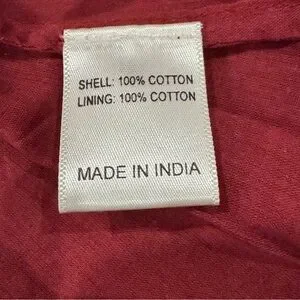 SHELL: 100% COTTON
LINING: 100% COTTON
MADE IN INDIA